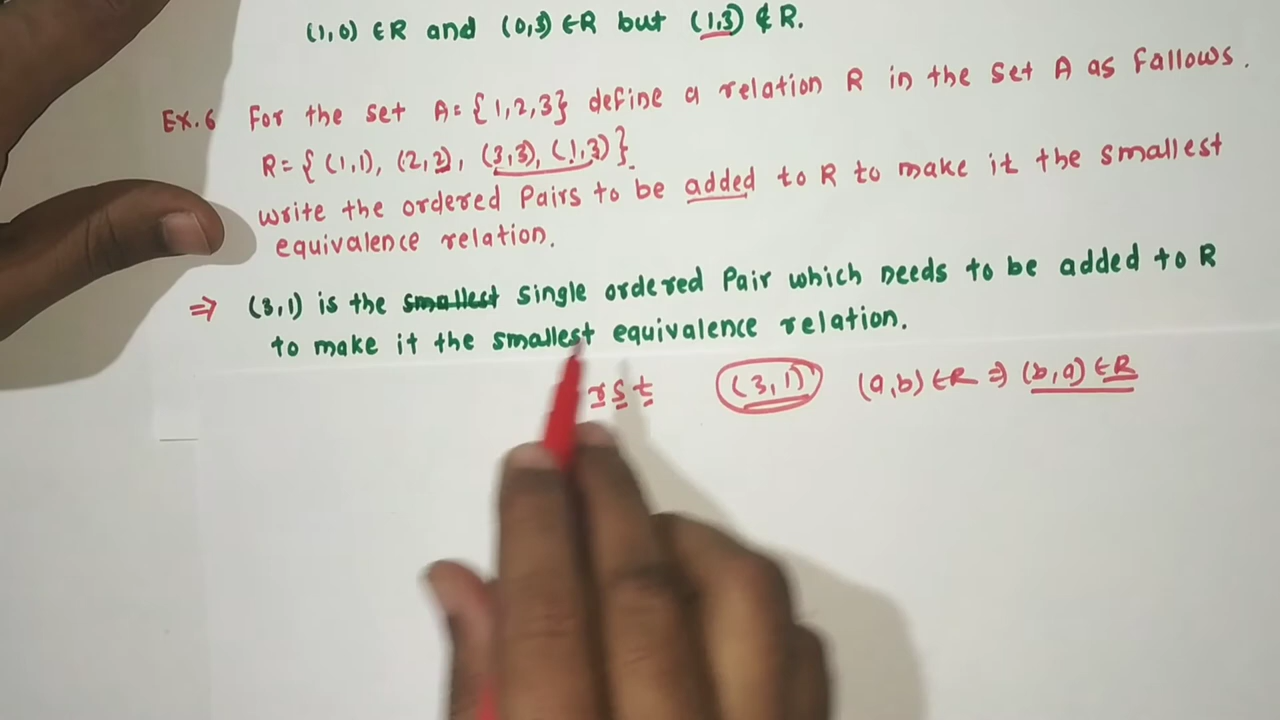 (1,0) ∈R and (0,3) ∈R but (1,3) ∉ R.
Ex.6 For the set A={1,2,3} define a relation R in the set A as Fallows.
R={(1,1), (2,2), (3,3), (1,3)}.
write the ordered Pairs to be added to R to make it the smallest
equivalence relation.
⇒ (3,1) is the smallest single ordered Pair which needs to be added to R
to make it the smallest equivalence relation.
r s t (3,1) (a,b)∈R ⇒ (b,a)∈R